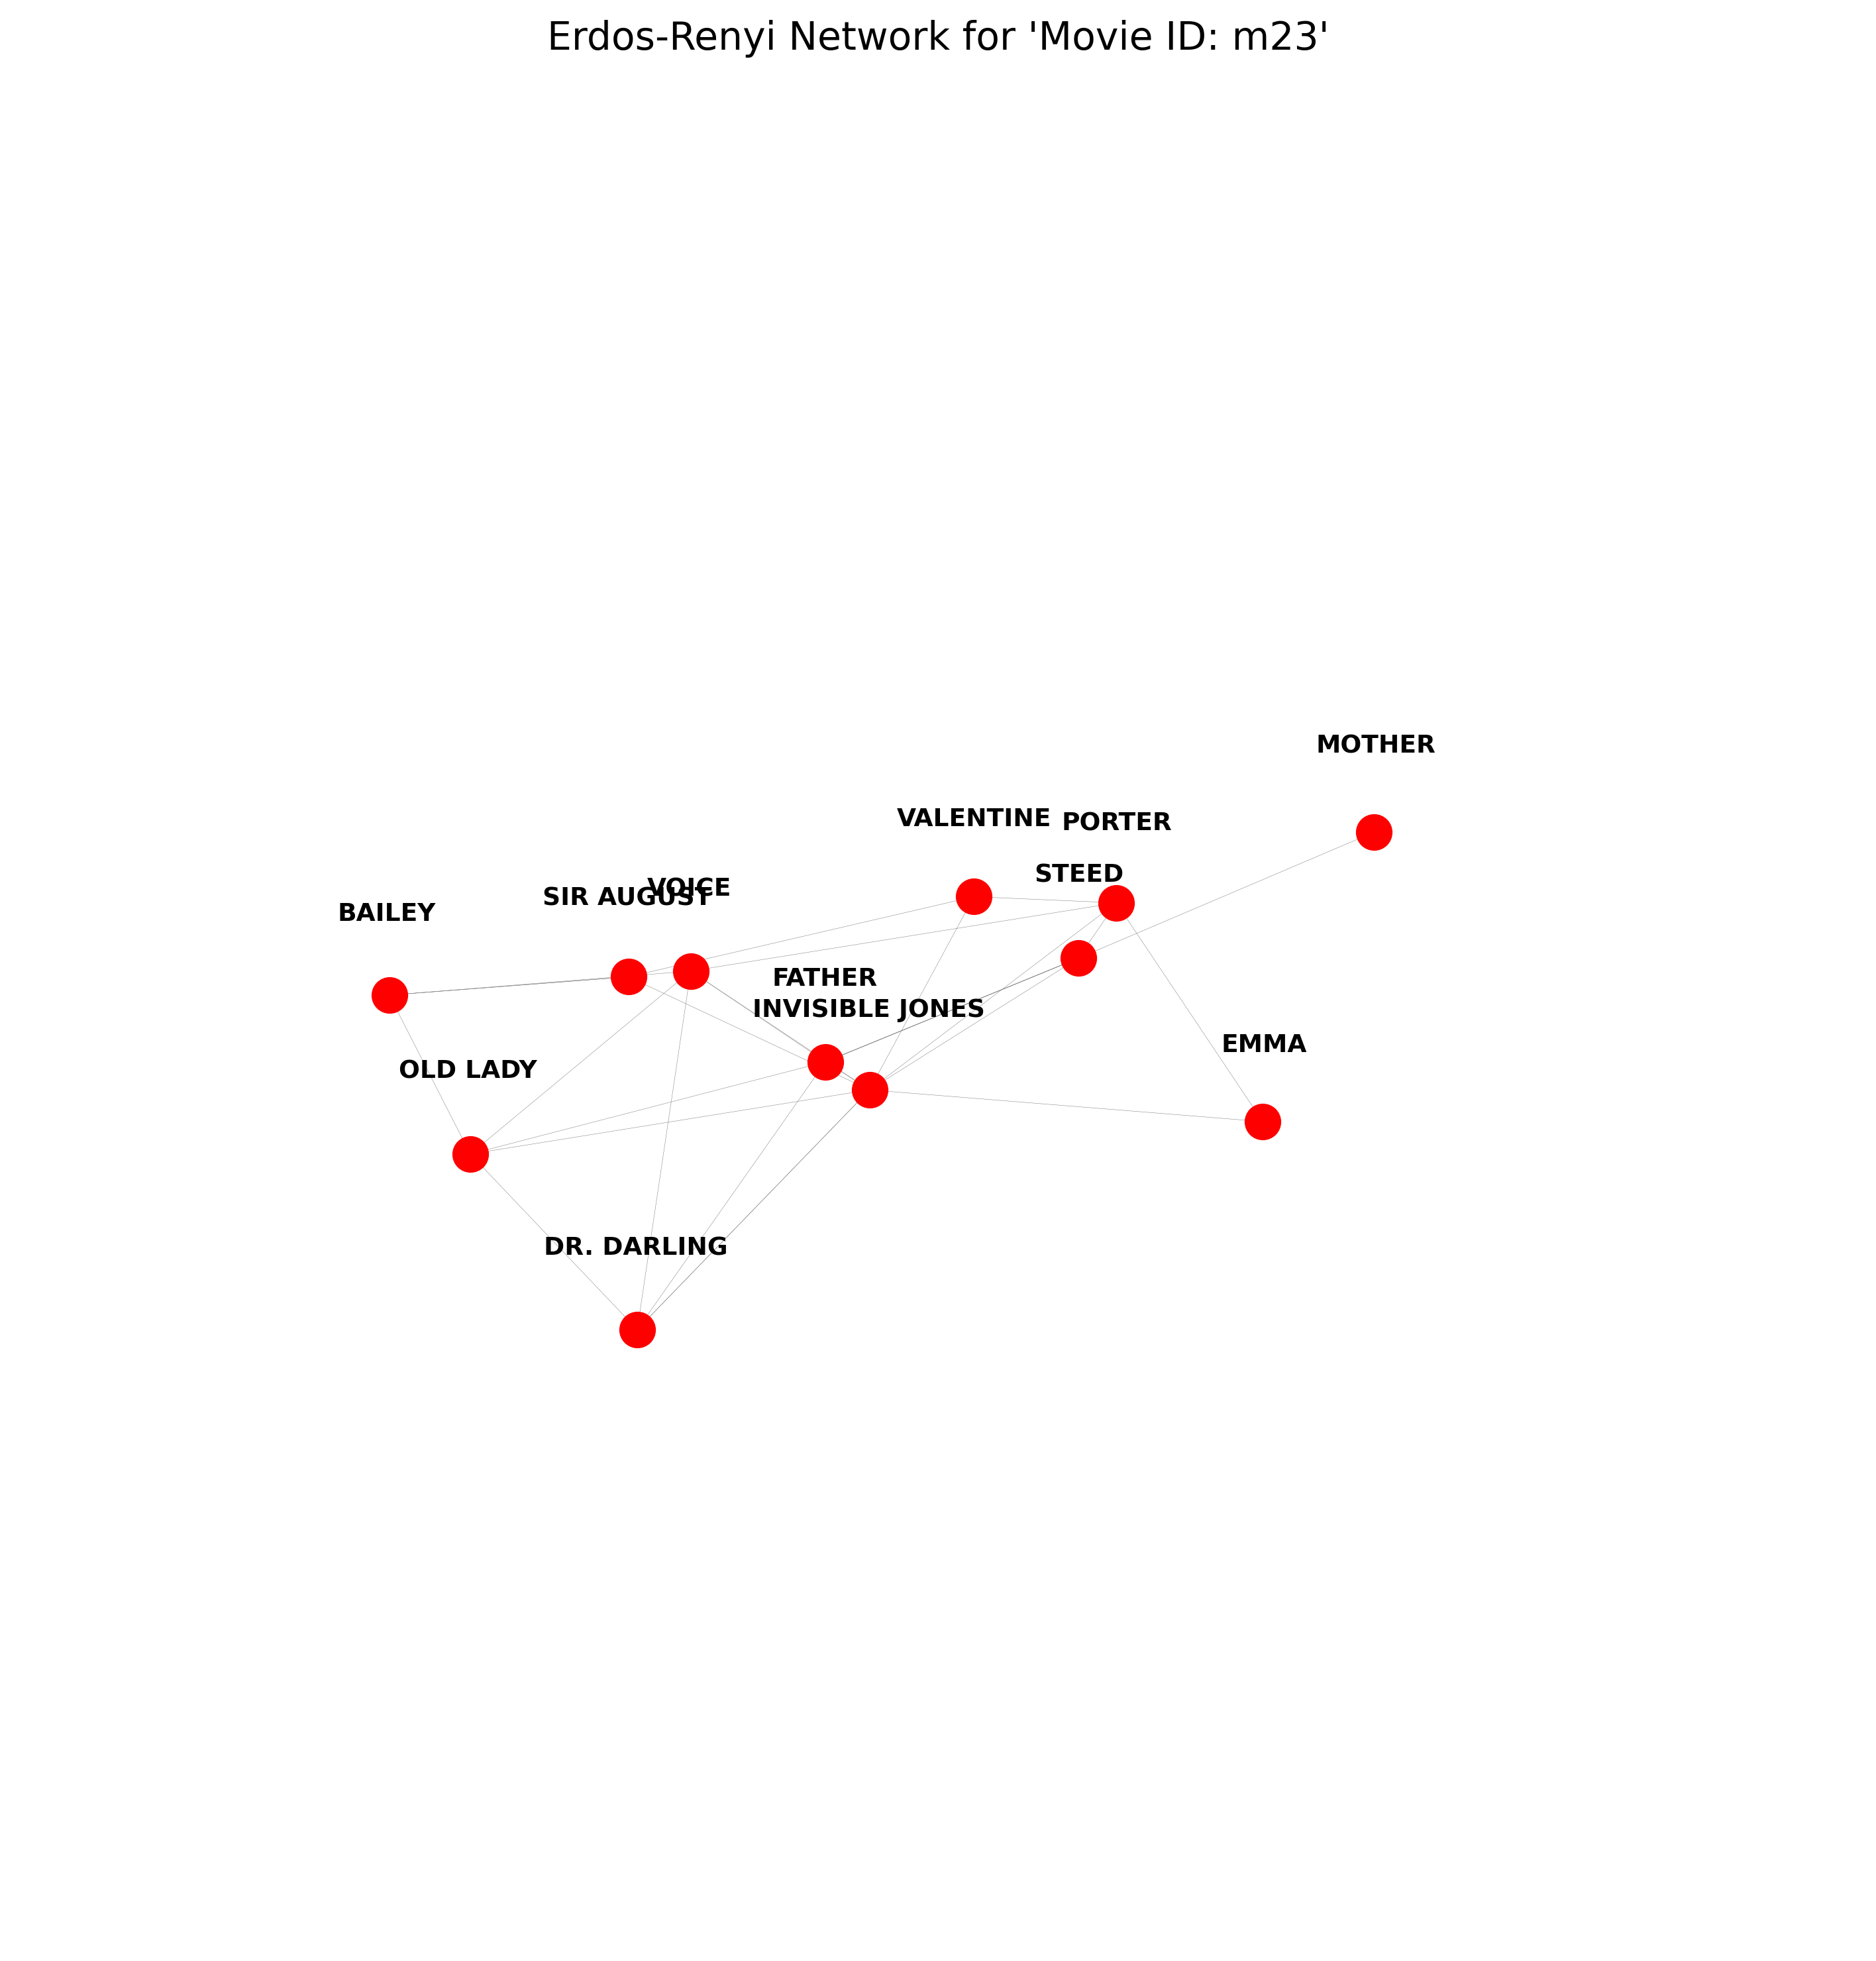 Erdos-Renyi Network for 'Movie ID: m23'
MOTHER
VALENTINE
PORTER
STEED
VOICE
SIR AUGUST
BAILEY
FATHER
INVISIBLE JONES
EMMA
OLD LADY
DR. DARLING